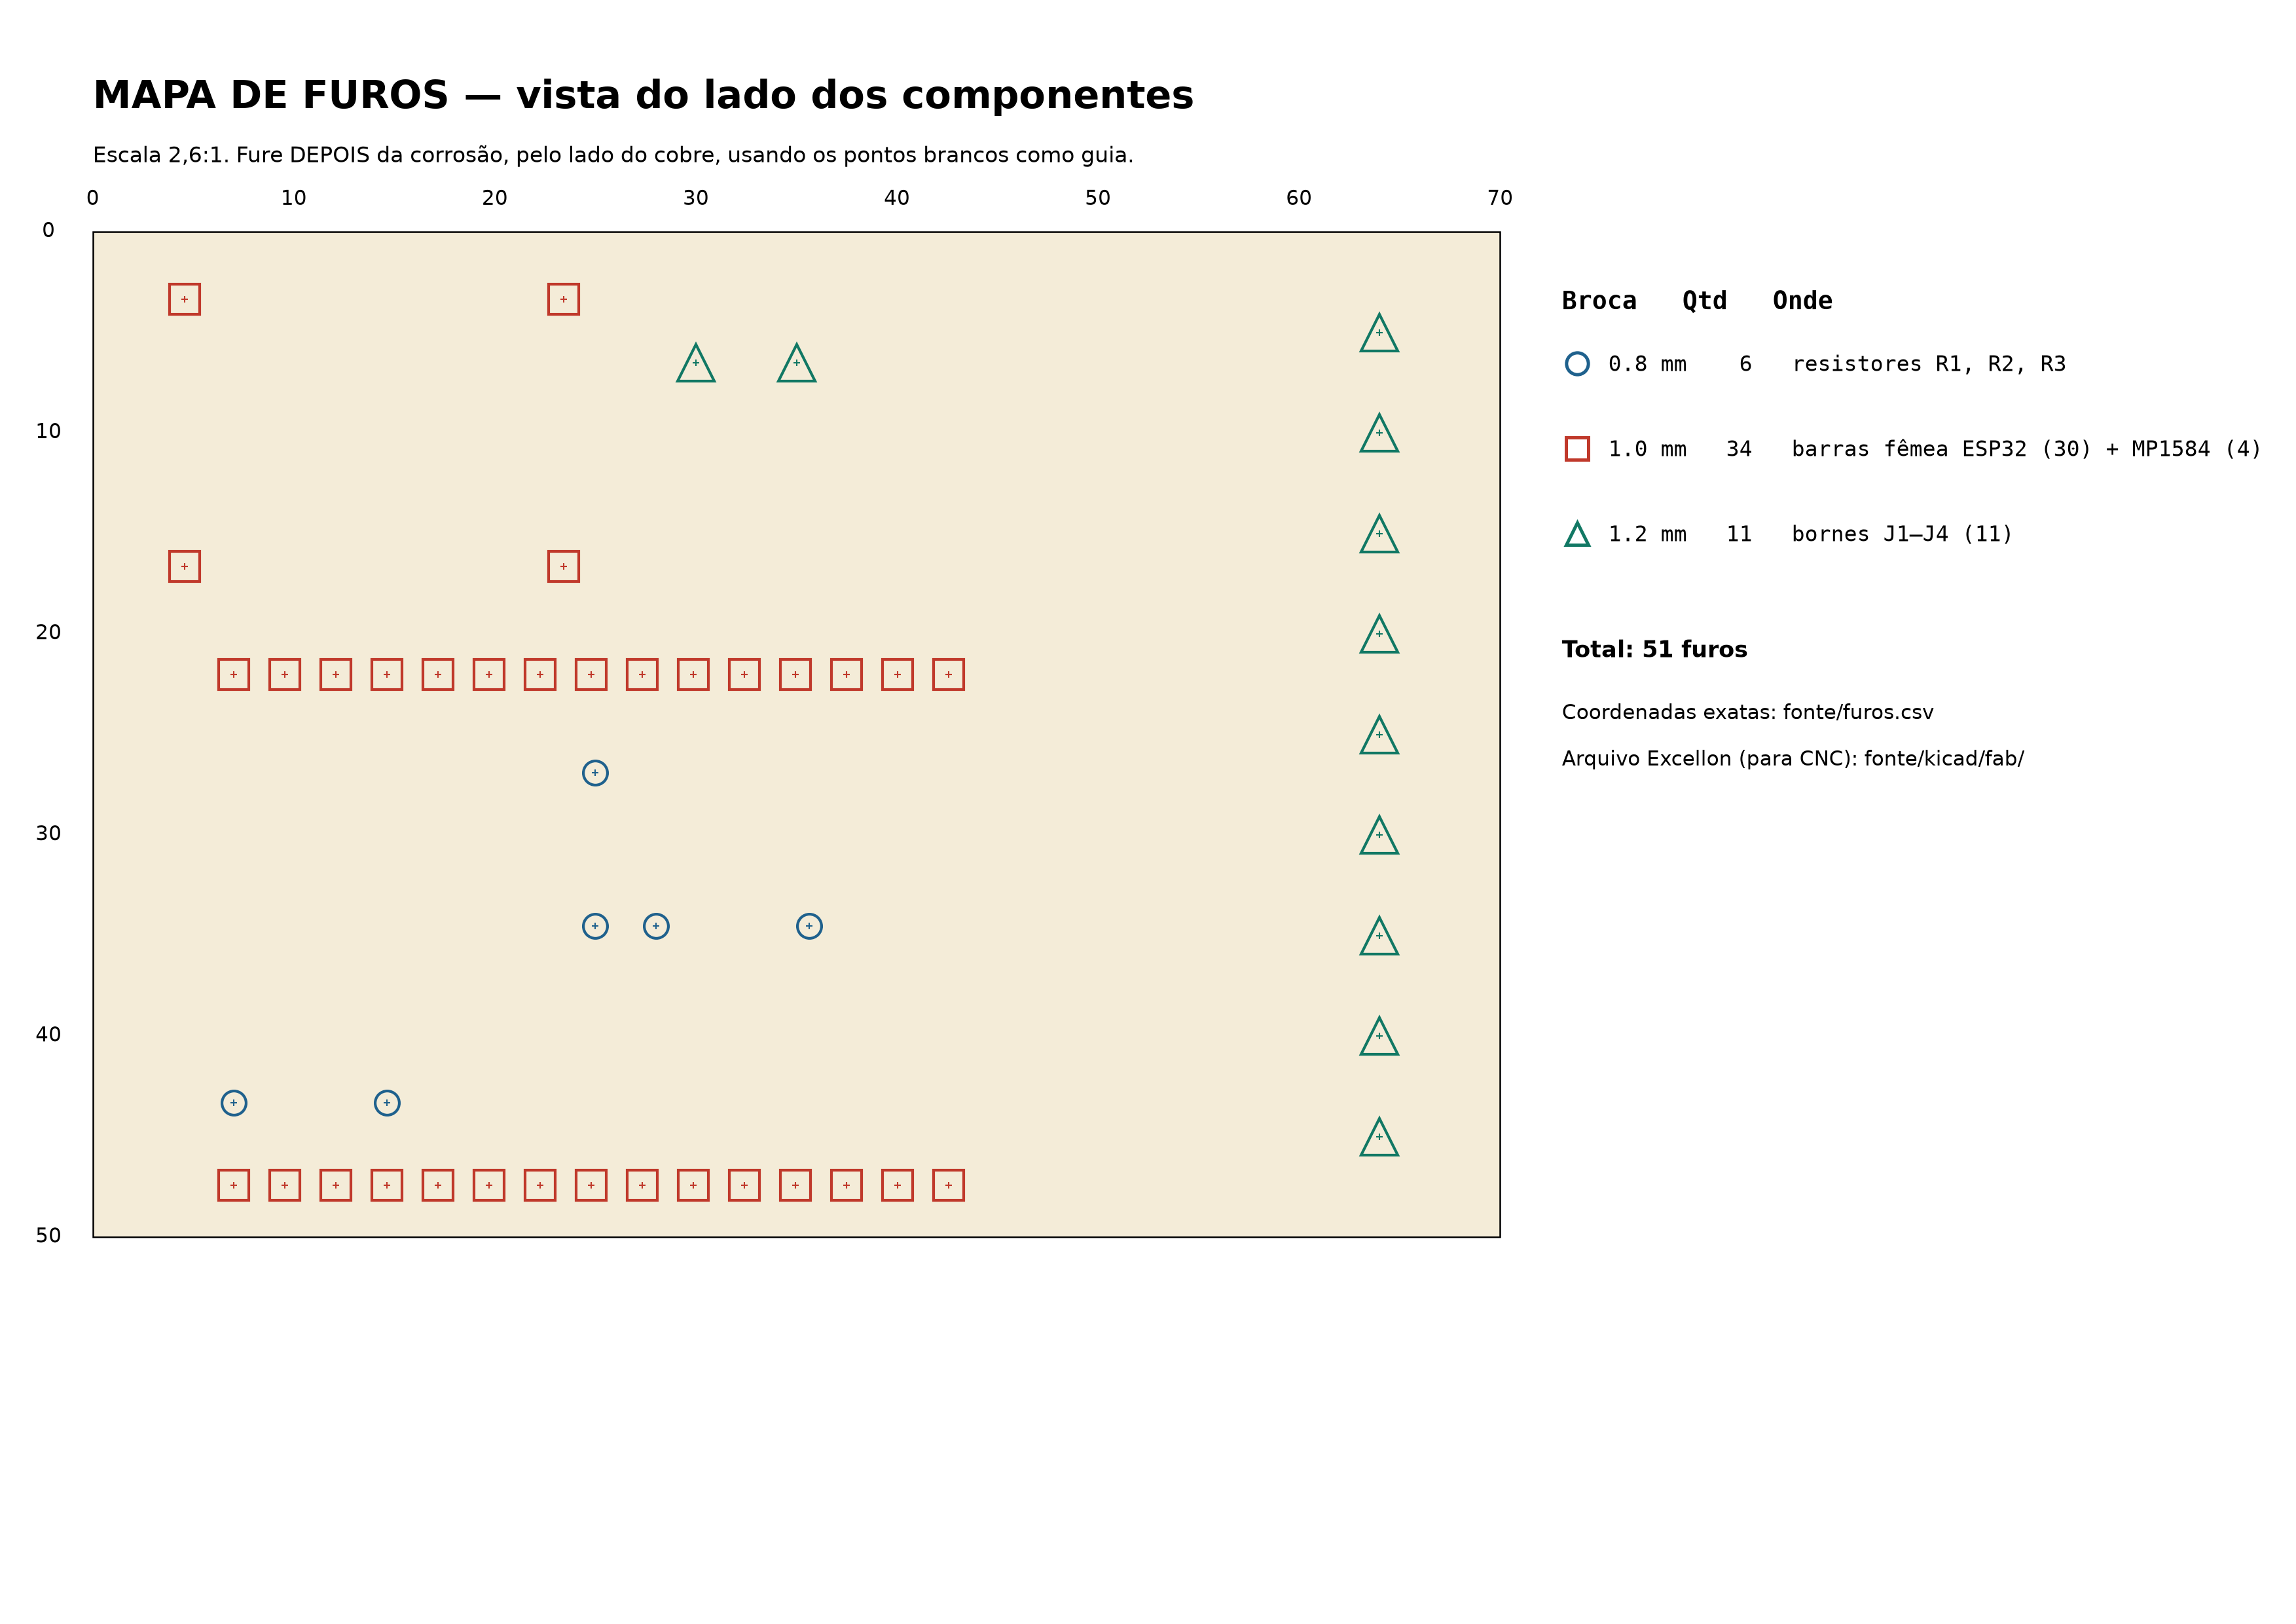 MAPA DE FUROS — vista do lado dos componentes
Escala 2,6:1. Fure DEPOIS da corrosão, pelo lado do cobre, usando os pontos brancos como guia.
0 10 20 30 40 50 60 70
0
10
20
30
40
50
Broca Qtd Onde
0.8 mm 6 resistores R1, R2, R3
1.0 mm 34 barras fêmea ESP32 (30) + MP1584 (4)
1.2 mm 11 bornes J1–J4 (11)
Total: 51 furos
Coordenadas exatas: fonte/furos.csv
Arquivo Excellon (para CNC): fonte/kicad/fab/